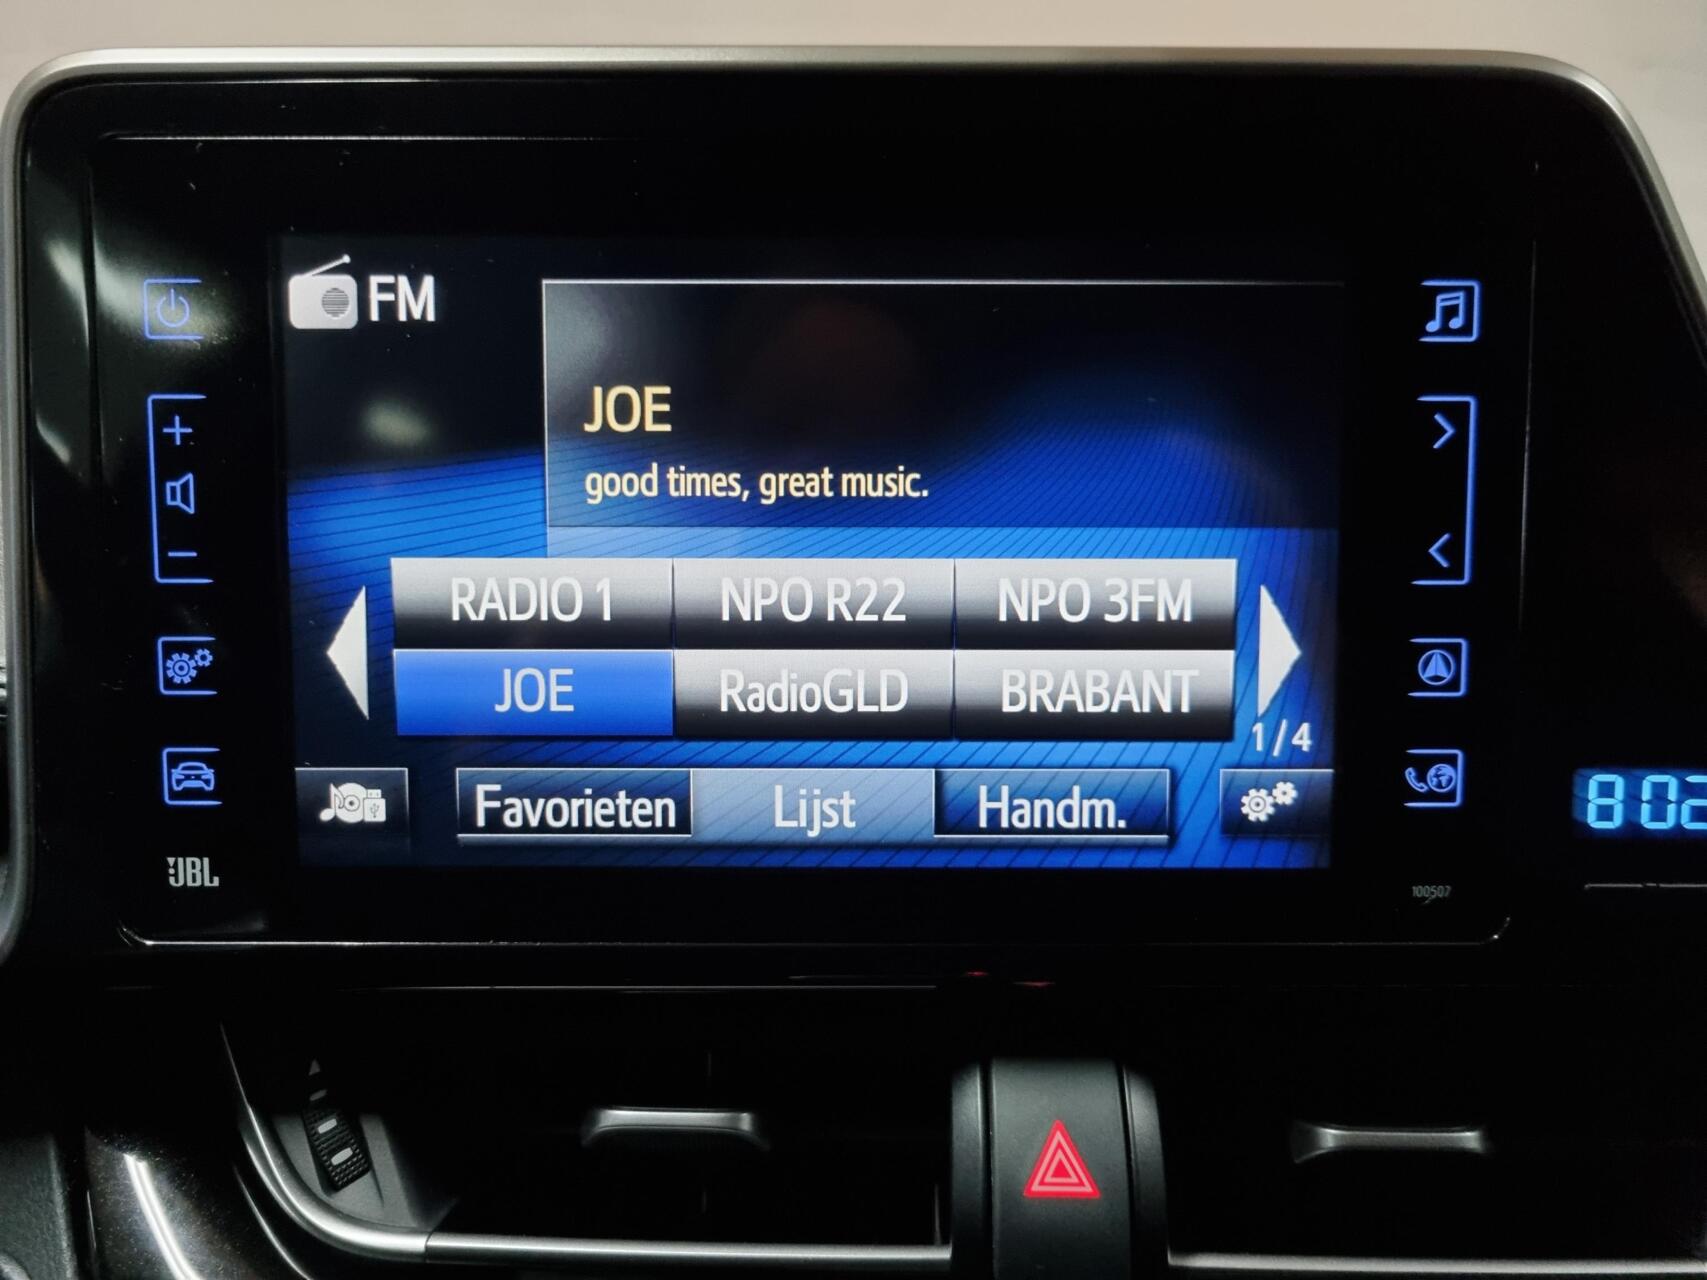 FM
JOE
good times, great music.
RADIO 1 NPO R22 NPO 3FM
JOE RadioGLD BRABANT
1/4
Favorieten Lijst Handm.
JBL
100507
802